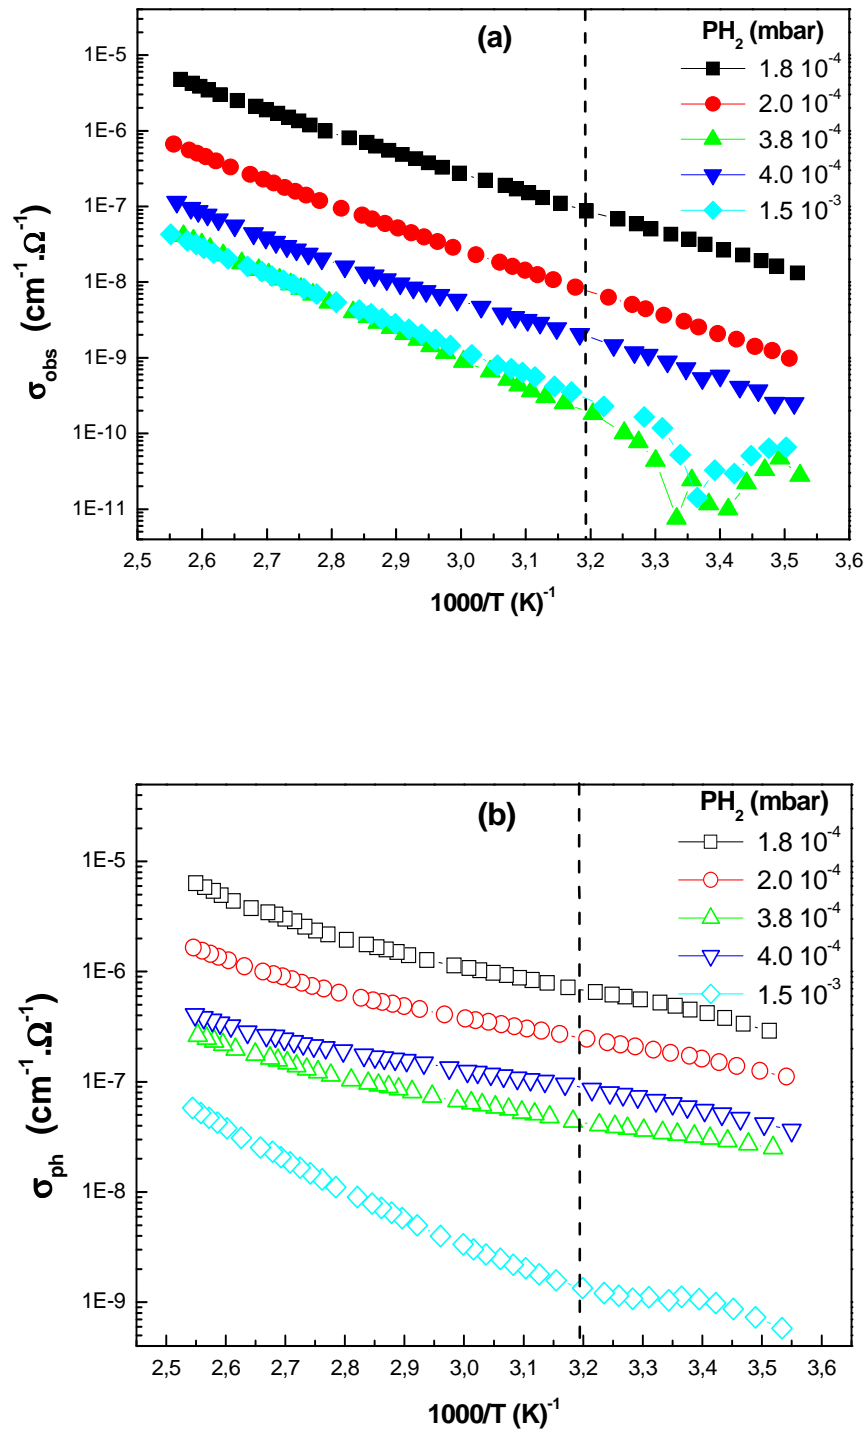 (a)
PH₂ (mbar)
1.8 10⁻⁴
2.0 10⁻⁴
3.8 10⁻⁴
4.0 10⁻⁴
1.5 10⁻³
1E-5
1E-6
1E-7
1E-8
1E-9
1E-10
1E-11
σobs (cm⁻¹.Ω⁻¹)
2,5 2,6 2,7 2,8 2,9 3,0 3,1 3,2 3,3 3,4 3,5 3,6
1000/T (K)⁻¹
(b)
PH₂ (mbar)
1.8 10⁻⁴
2.0 10⁻⁴
3.8 10⁻⁴
4.0 10⁻⁴
1.5 10⁻³
1E-5
1E-6
1E-7
1E-8
1E-9
σph (cm⁻¹.Ω⁻¹)
2,5 2,6 2,7 2,8 2,9 3,0 3,1 3,2 3,3 3,4 3,5 3,6
1000/T (K)⁻¹